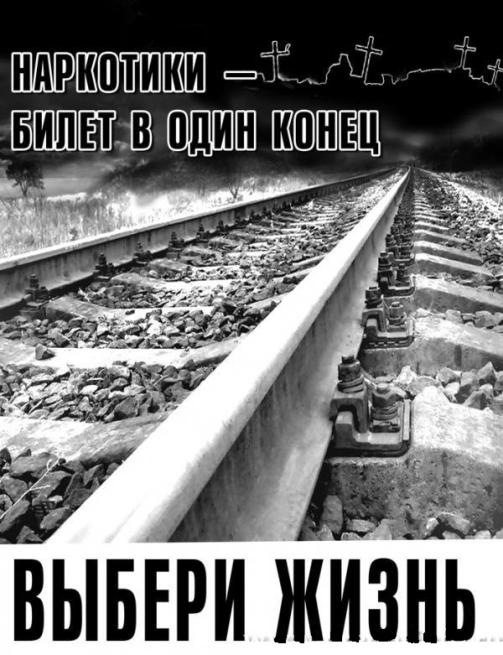 НАРКОТИКИ –
БИЛЕТ В ОДИН КОНЕЦ
ВЫБЕРИ ЖИЗНЬ